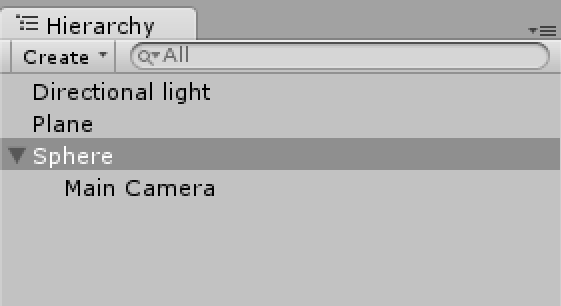 Hierarchy
Create All
Directional light
Plane
Sphere
Main Camera